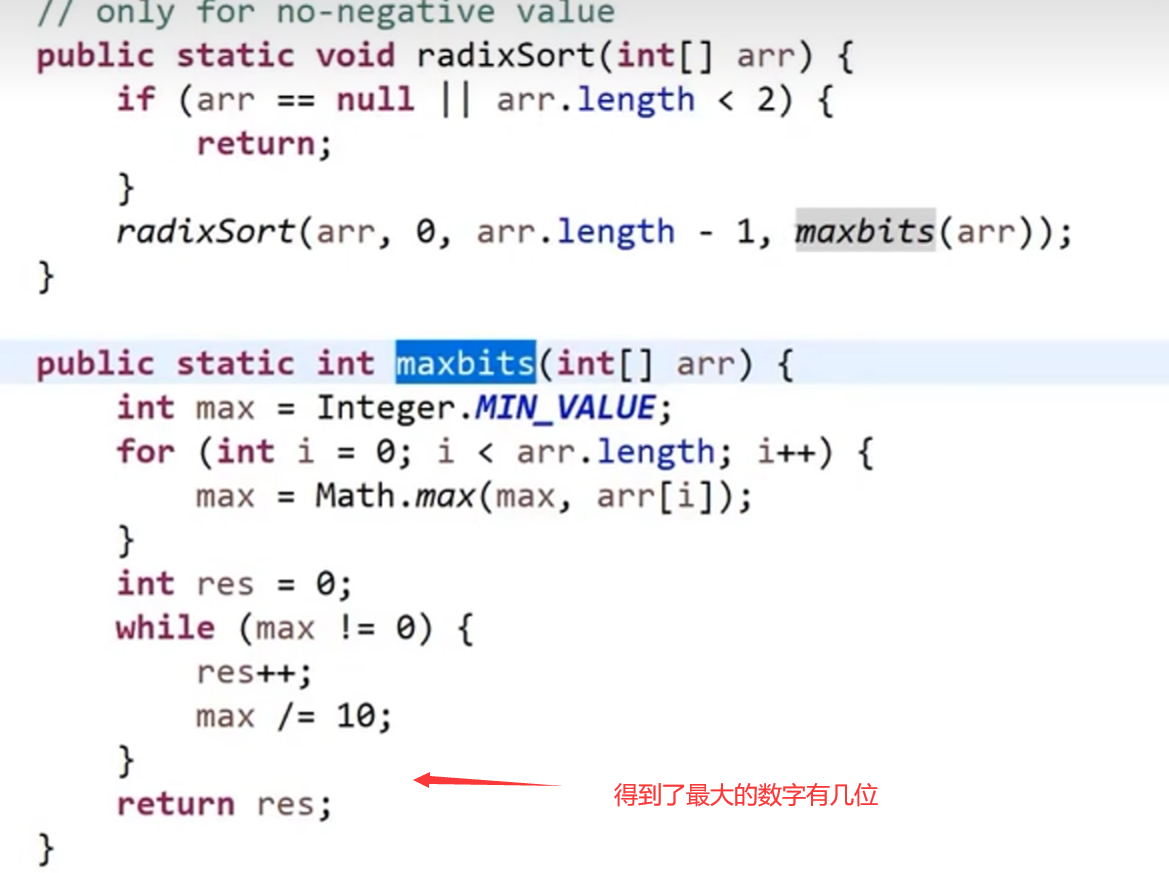 // only for no-negative value
public static void radixSort(int[] arr) {
    if (arr == null || arr.length < 2) {
        return;
    }
    radixSort(arr, 0, arr.length - 1, maxbits(arr));
}

public static int maxbits(int[] arr) {
    int max = Integer.MIN_VALUE;
    for (int i = 0; i < arr.length; i++) {
        max = Math.max(max, arr[i]);
    }
    int res = 0;
    while (max != 0) {
        res++;
        max /= 10;
    }
得到了最大的数字有几位
    return res;
}